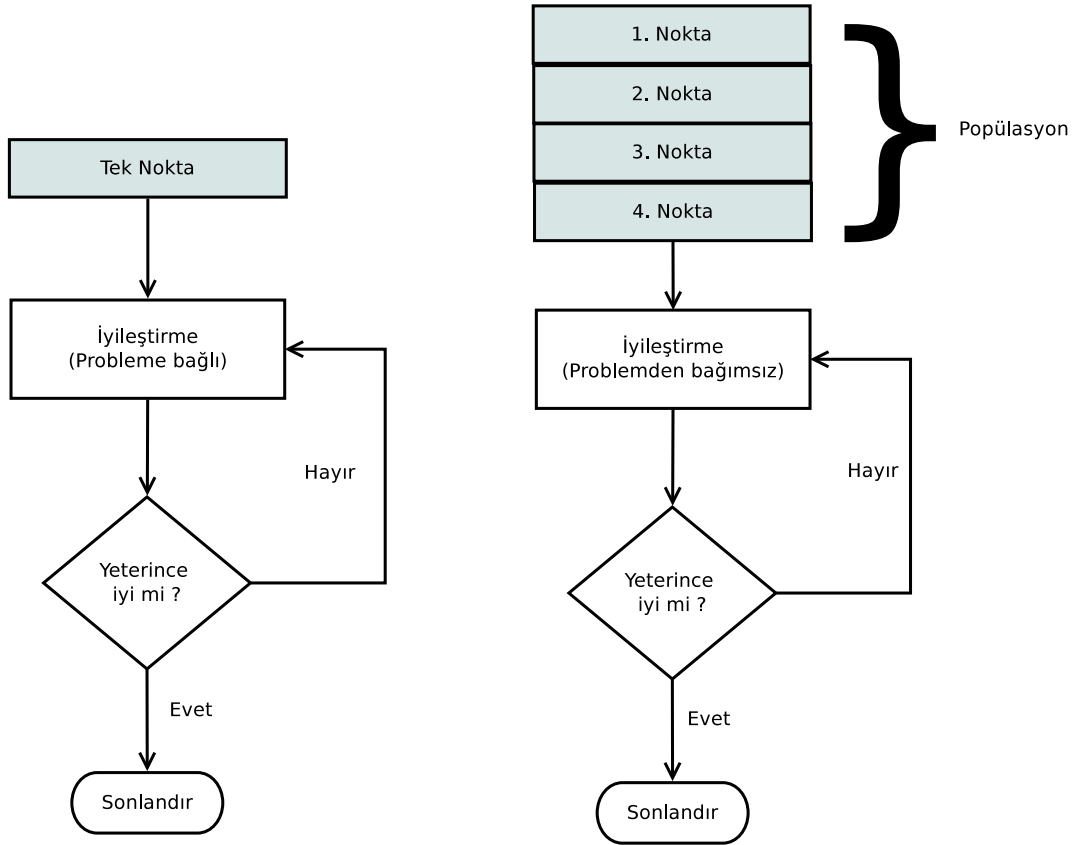 Tek Nokta
İyileştirme
(Probleme bağlı)
Hayır
Yeterince
iyi mi ?
Evet
Sonlandır
1. Nokta
2. Nokta
3. Nokta
4. Nokta
Popülasyon
İyileştirme
(Problemden bağımsız)
Hayır
Yeterince
iyi mi ?
Evet
Sonlandır